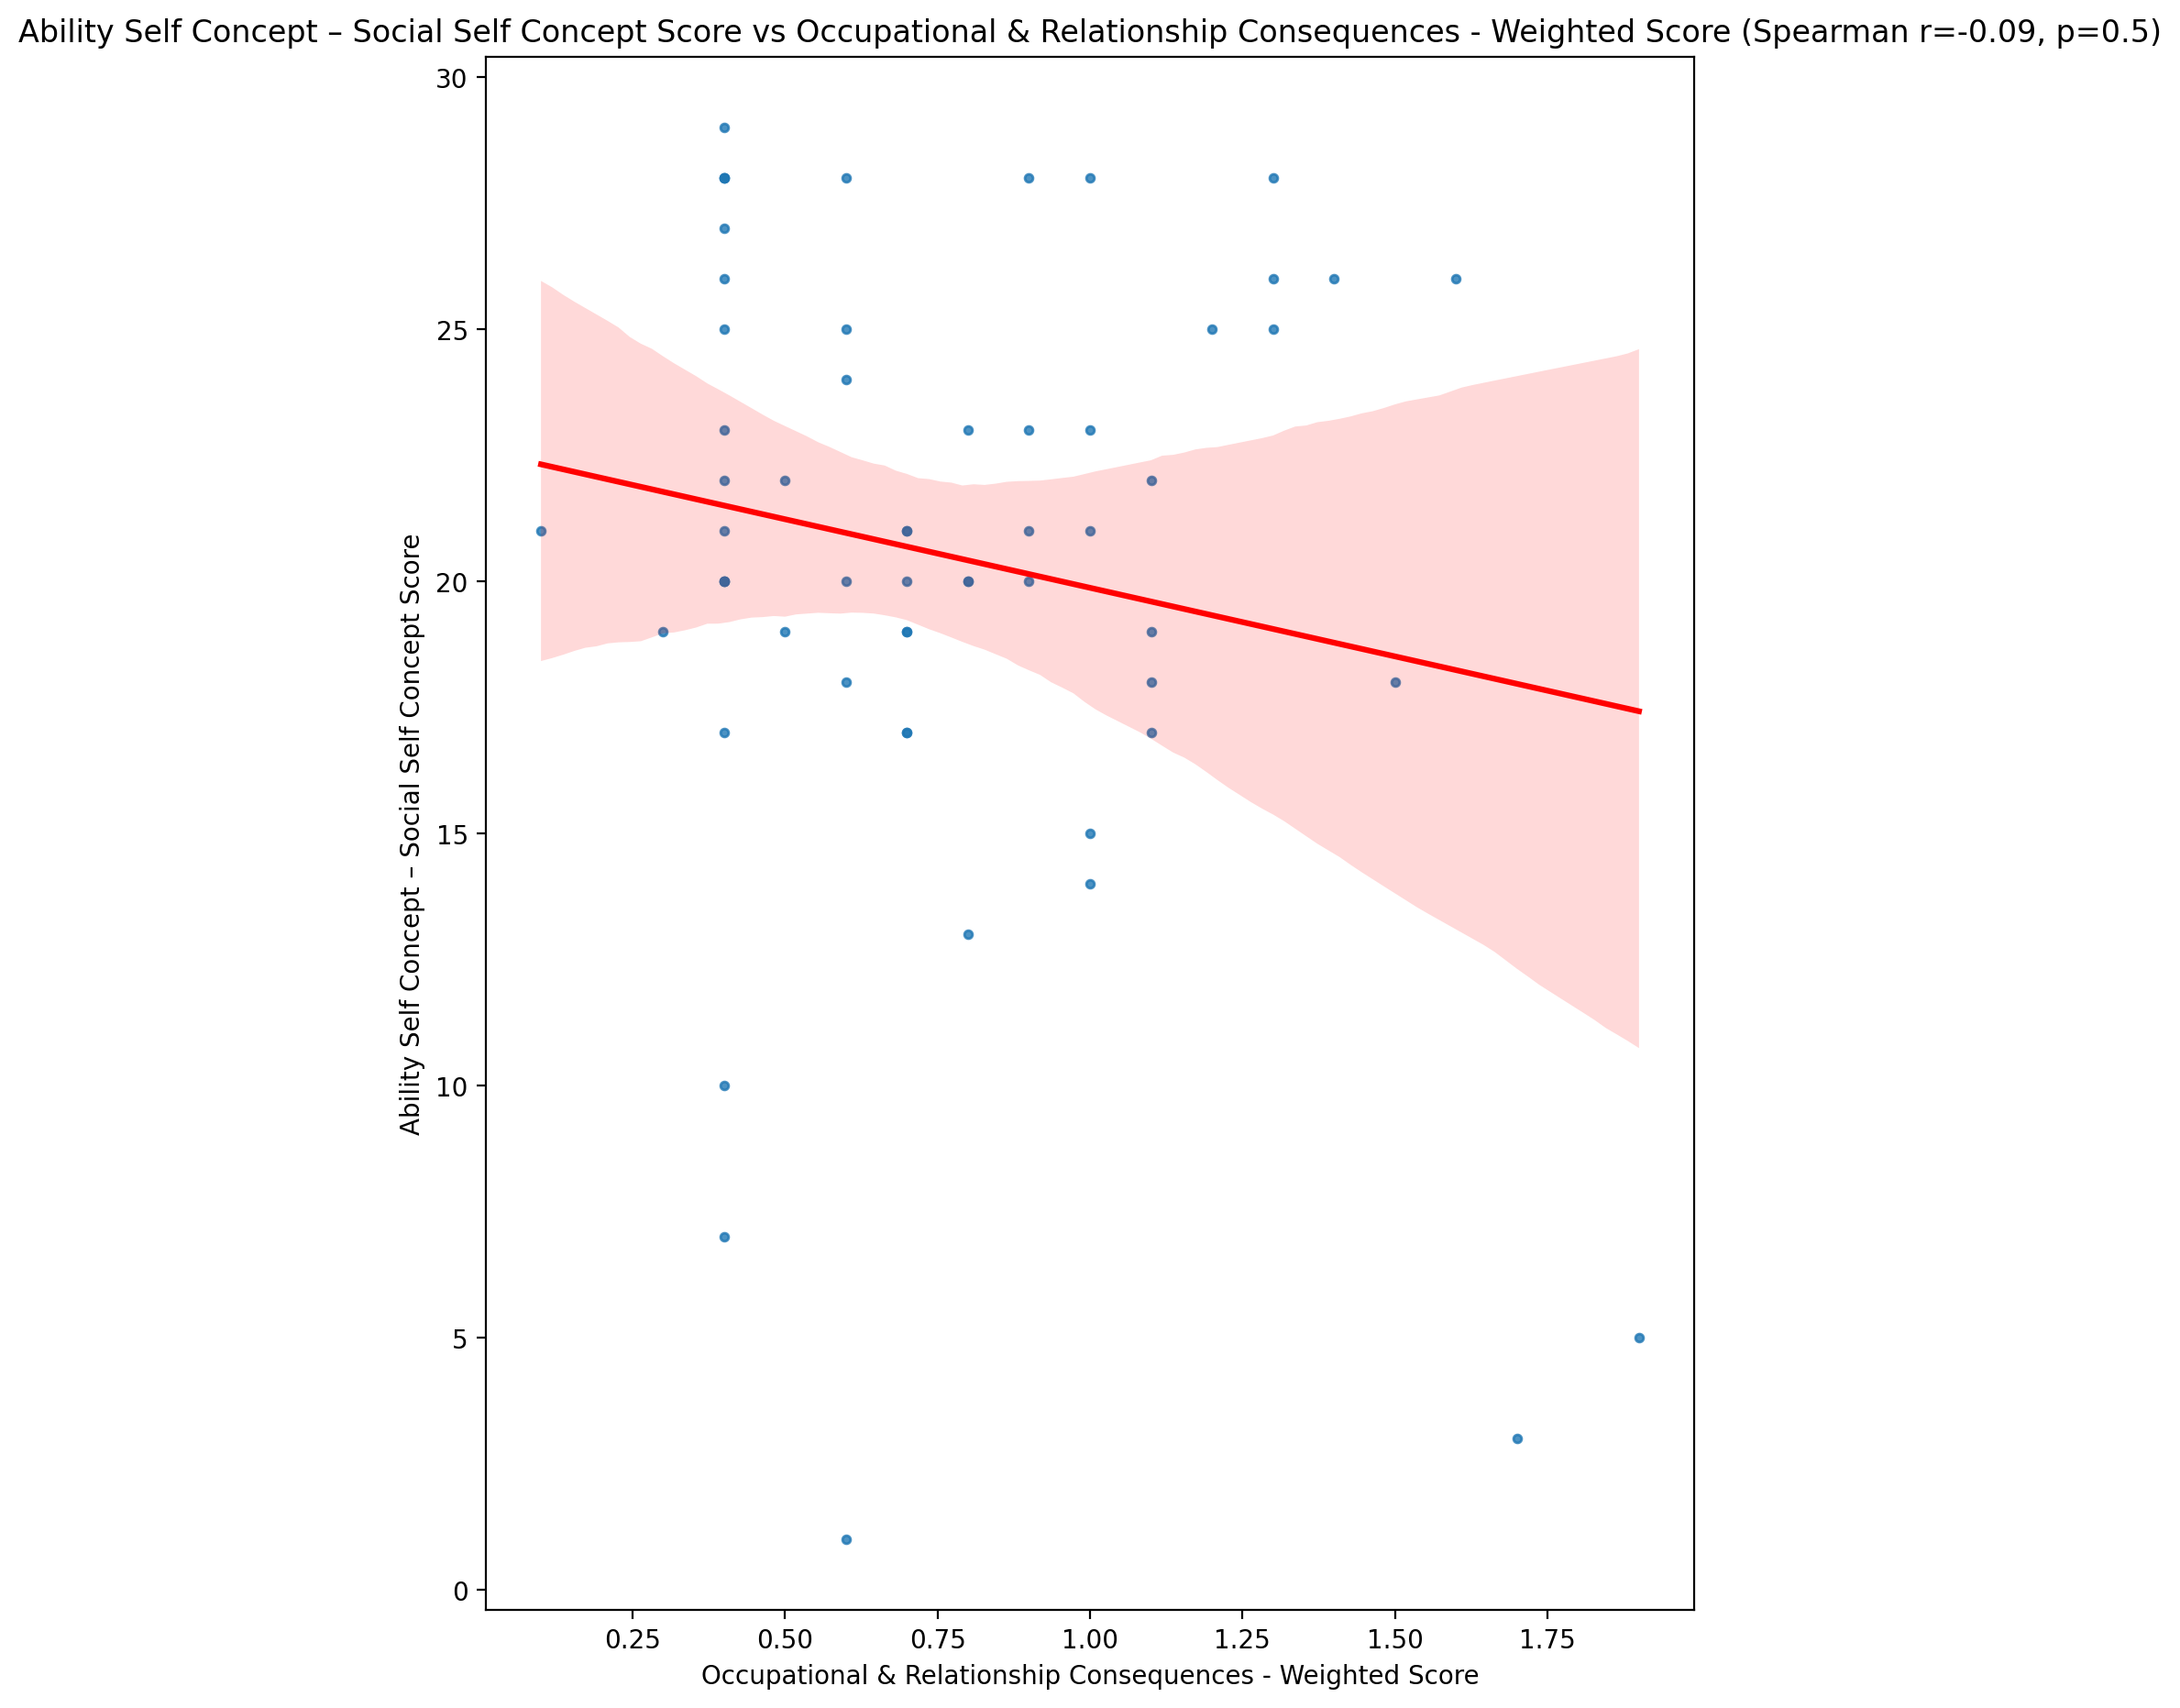 Ability Self Concept – Social Self Concept Score vs Occupational & Relationship Consequences - Weighted Score (Spearman r=-0.09, p=0.5)
30
25
20
15
10
5
0
Ability Self Concept – Social Self Concept Score
0.25 0.50 0.75 1.00 1.25 1.50 1.75
Occupational & Relationship Consequences - Weighted Score